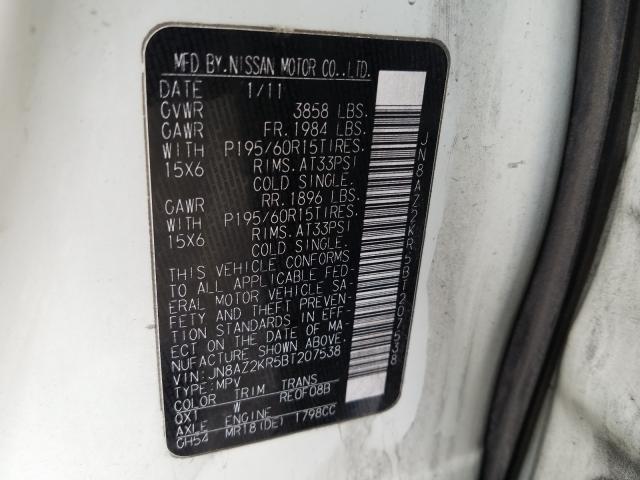 MFD BY.NISSAN MOTOR CO.,LTD.
DATE 1/11
GVWR 3858 LBS.
GAWR FR.1984 LBS.
WITH P195/60R15TIRES.
15X6 RIMS.AT33PSI
COLD SINGLE.
GAWR RR.1896 LBS.
WITH P195/60R15TIRES.
15X6 RIMS.AT33PSI
COLD SINGLE.
THIS VEHICLE CONFORMS
TO ALL APPLICABLE FED-
ERAL MOTOR VEHICLE SA-
FETY AND THEFT PREVEN-
TION STANDARDS IN EFF-
ECT ON THE DATE OF MA-
NUFACTURE SHOWN ABOVE.
VIN:JN8AZ2KR5BT207538
TYPE:MPV
COLOR TRIM TRANS
QX1 W RE0F08B
AXLE ENGINE
GH54 MR18(DE) 1798CC
JN8AZ2KR5BT207538